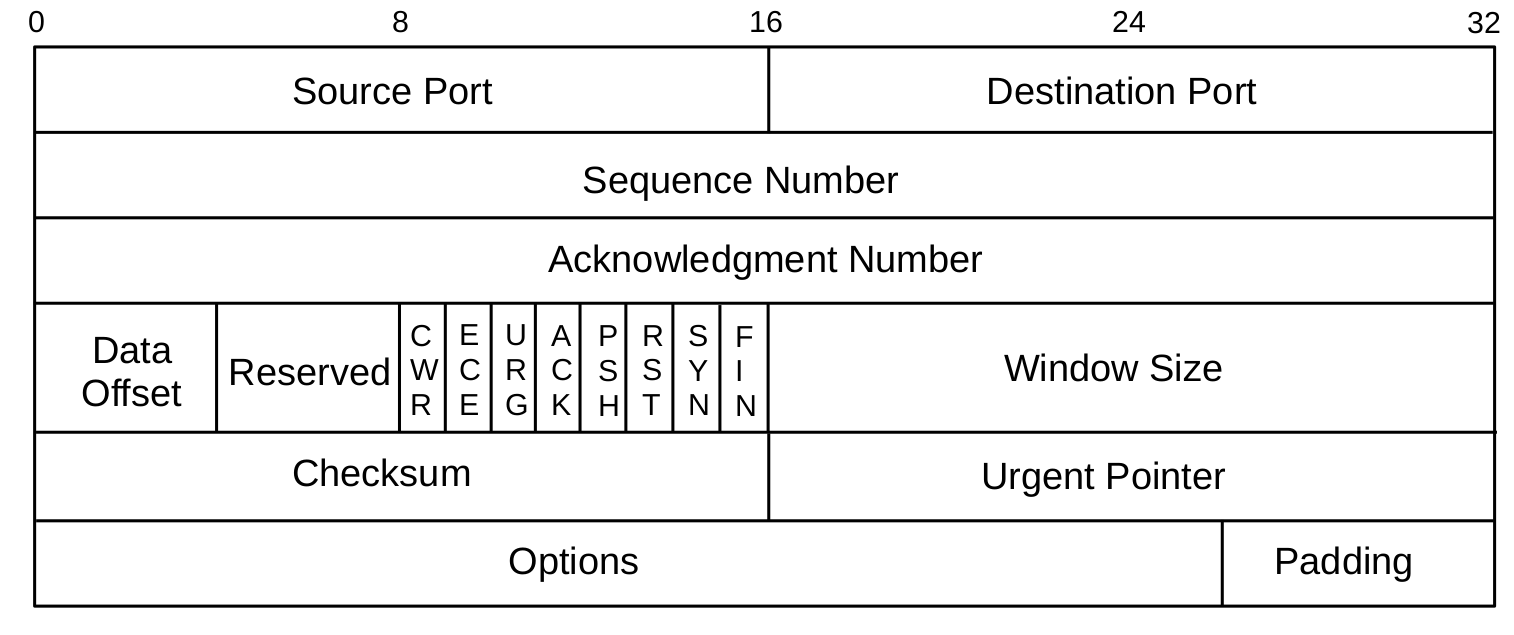 0 8 16 24 32
Source Port Destination Port
Sequence Number
Acknowledgment Number
Data Offset Reserved CWR ECE URG ACK PSH RST SYN FIN Window Size
Checksum Urgent Pointer
Options Padding